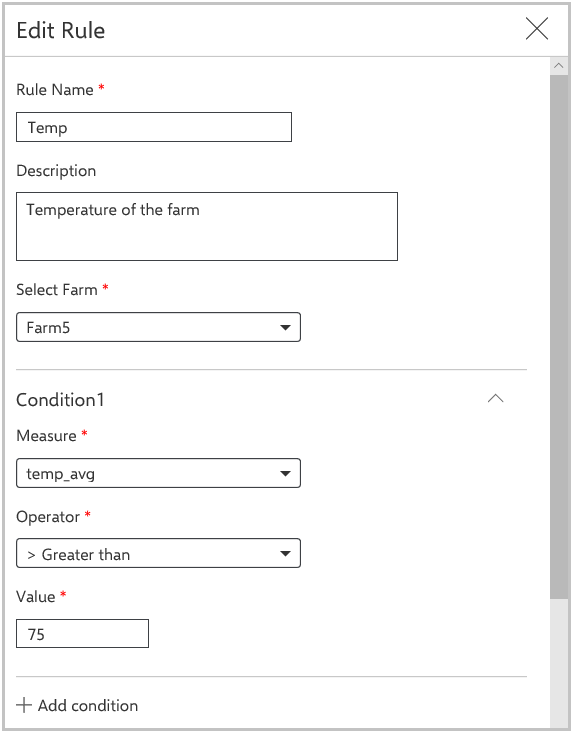 Edit Rule
Rule Name *
Temp
Description
Temperature of the farm
Select Farm *
Farm5
Condition1
Measure *
temp_avg
Operator *
> Greater than
Value *
75
Add condition